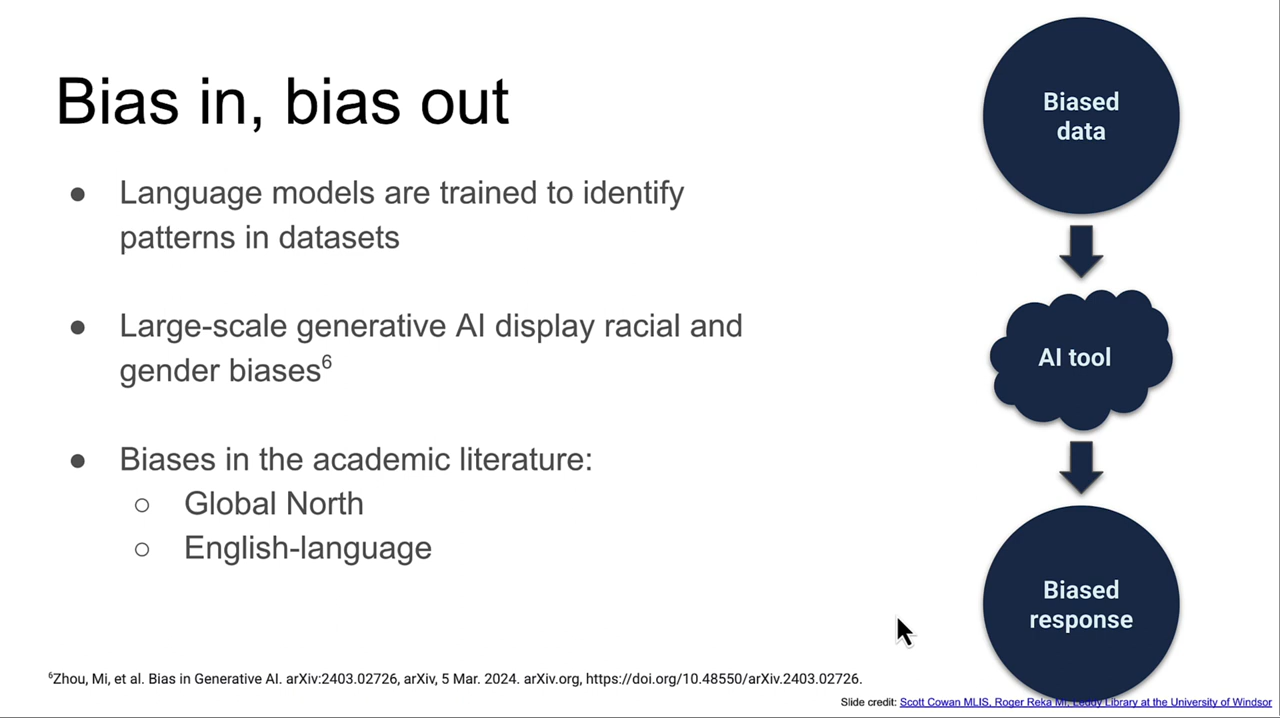 Bias in, bias out
● Language models are trained to identify
patterns in datasets
● Large-scale generative AI display racial and
gender biases⁶
● Biases in the academic literature:
○ Global North
○ English-language
Biased
data
AI tool
Biased
response
⁶Zhou, Mi, et al. Bias in Generative AI. arXiv:2403.02726, arXiv, 5 Mar. 2024. arXiv.org, https://doi.org/10.48550/arXiv.2403.02726.
Slide credit: Scott Cowan MLIS, Roger Reka MI, Leddy Library at the University of Windsor